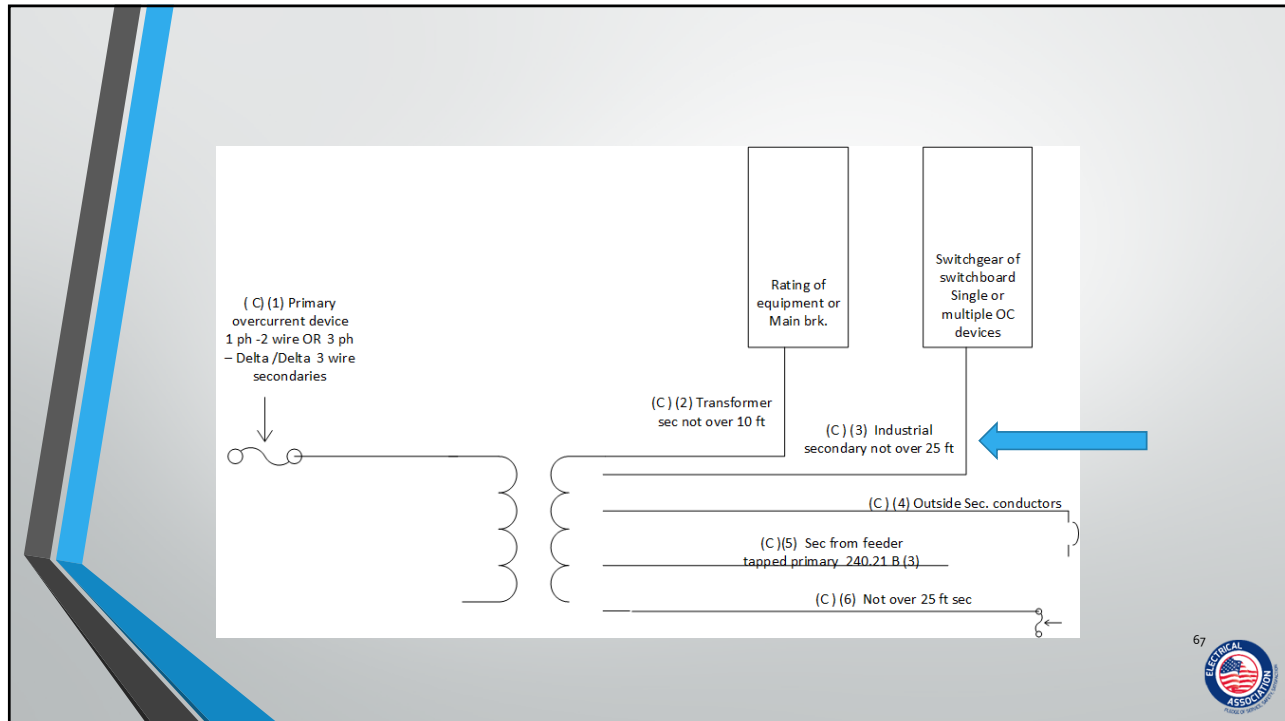 ( C) (1) Primary
overcurrent device
1 ph -2 wire OR 3 ph
– Delta /Delta 3 wire
secondaries
Rating of
equipment or
Main brk.
Switchgear of
switchboard
Single or
multiple OC
devices
(C ) (2) Transformer
sec not over 10 ft
(C ) (3) Industrial
secondary not over 25 ft
(C ) (4) Outside Sec. conductors
(C )(5) Sec from feeder
tapped primary 240.21 B (3)
(C ) (6) Not over 25 ft sec
67
ELECTRICAL
ASSOCIATION